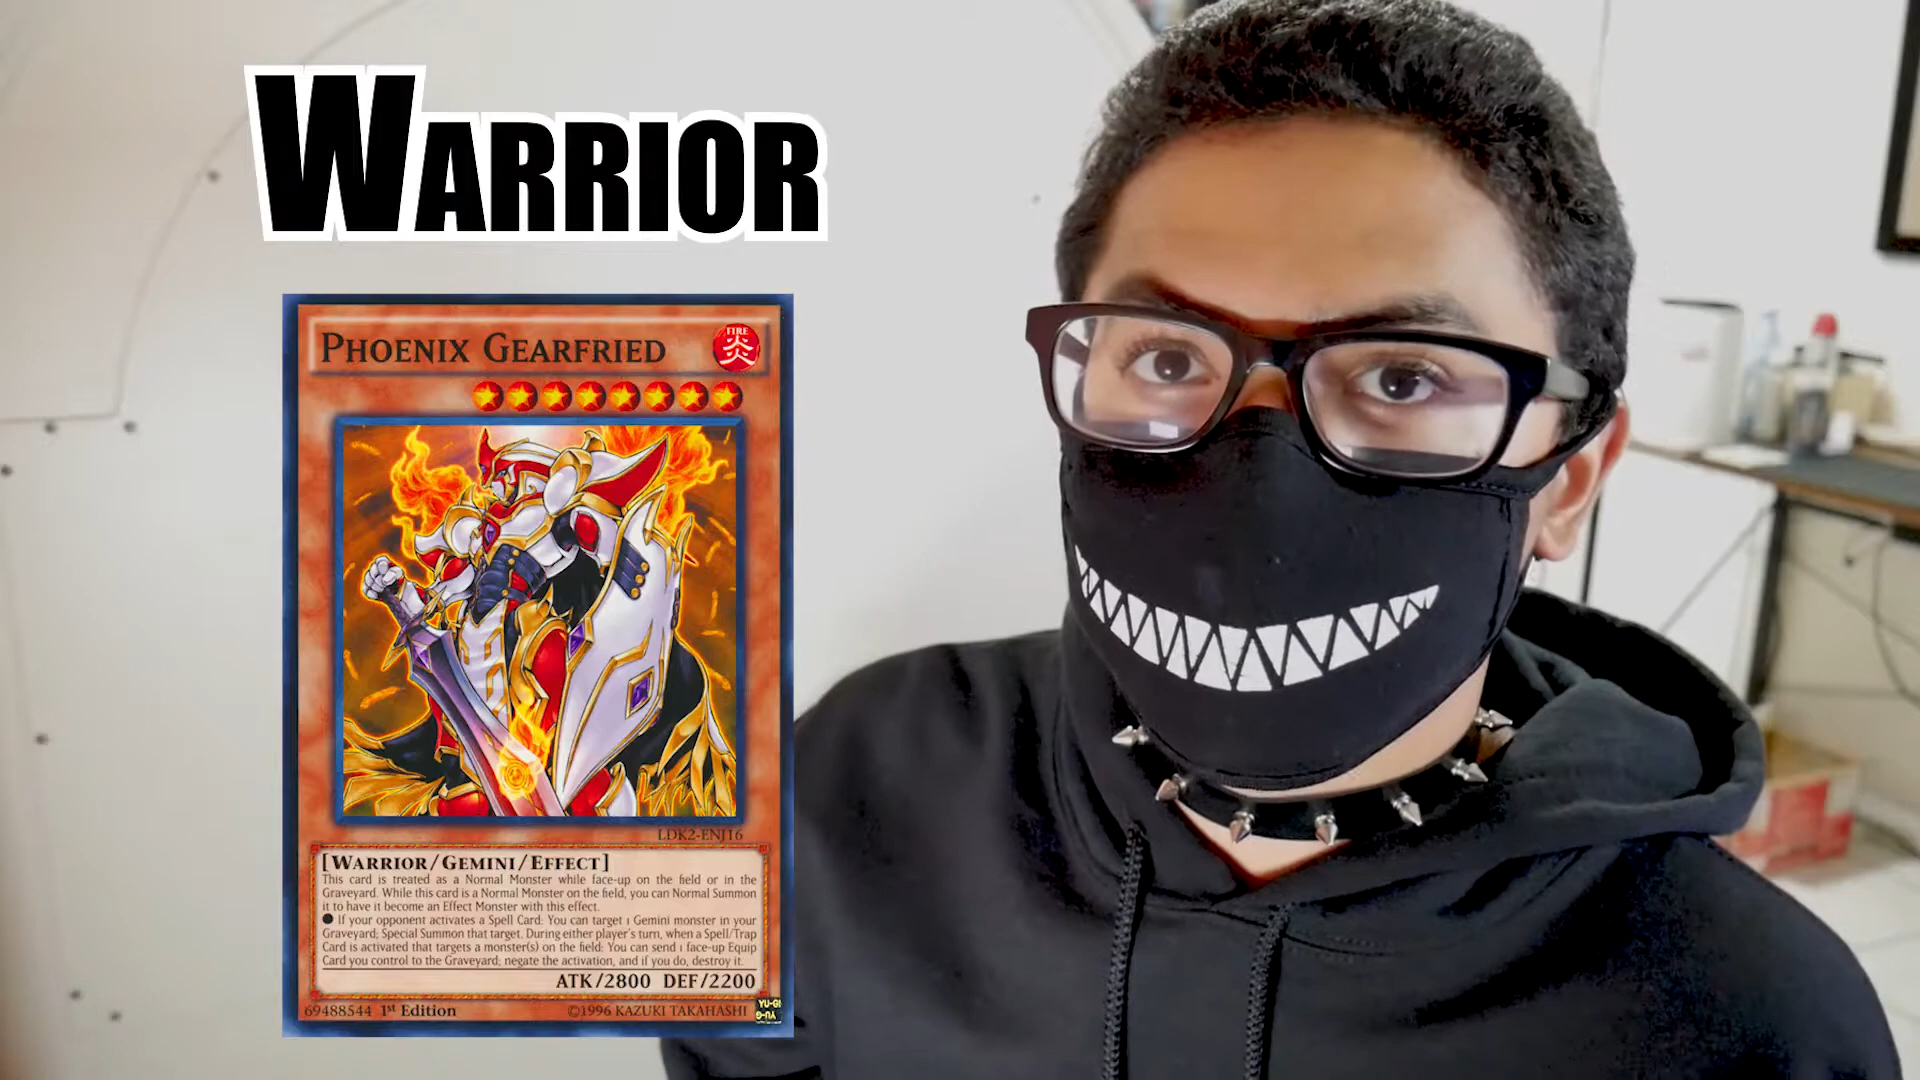 WARRIOR
PHOENIX GEARFRIED
FIRE
炎
LDK2-ENJ16
[WARRIOR/GEMINI/EFFECT]
This card is treated as a Normal Monster while face-up on the field or in the
Graveyard. While this card is a Normal Monster on the field, you can Normal Summon
it to have it become an Effect Monster with this effect.
● If your opponent activates a Spell Card: You can target 1 Gemini monster in your
Graveyard; Special Summon that target. During either player's turn, when a Spell/Trap
Card is activated that targets a monster(s) on the field: You can send 1 face-up Equip
Card you control to the Graveyard; negate the activation, and if you do, destroy it.
ATK/2800 DEF/2200
69488544 1st Edition ©1996 KAZUKI TAKAHASHI
YU-GI